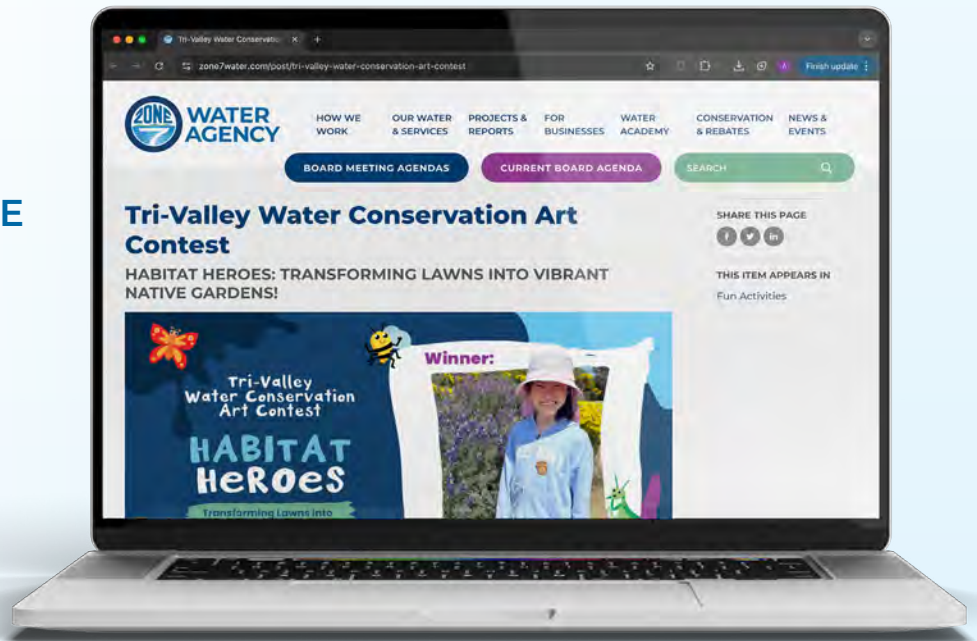 E
Tri-Valley Water Conservatio
zone7water.com/post/tri-valley-water-conservation-art-contest
Finish update
ZONE 7
WATER AGENCY
HOW WE WORK
OUR WATER & SERVICES
PROJECTS & REPORTS
FOR BUSINESSES
WATER ACADEMY
CONSERVATION & REBATES
NEWS & EVENTS
BOARD MEETING AGENDAS
CURRENT BOARD AGENDA
SEARCH
Tri-Valley Water Conservation Art
Contest
HABITAT HEROES: TRANSFORMING LAWNS INTO VIBRANT
NATIVE GARDENS!
SHARE THIS PAGE
THIS ITEM APPEARS IN
Fun Activities
Winner:
Tri-Valley
Water Conservation
Art Contest
HABITAT
HeROes
Transforming Lawns into